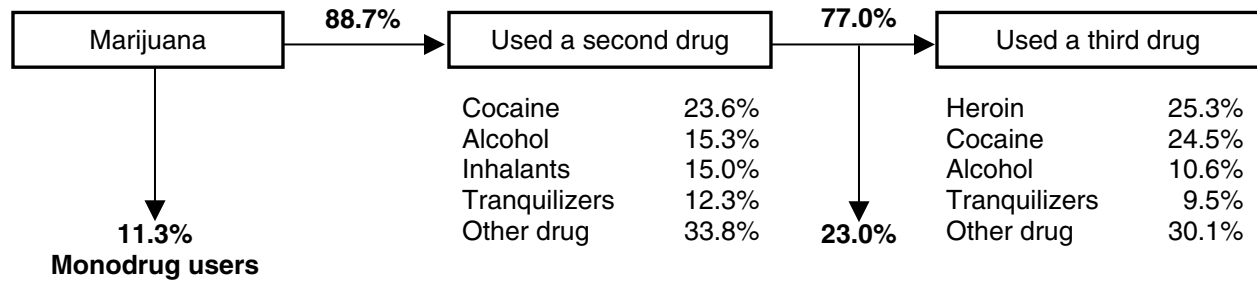 88.7% 77.0%
Marijuana Used a second drug Used a third drug
Cocaine 23.6% Heroin 25.3%
Alcohol 15.3% Cocaine 24.5%
Inhalants 15.0% Alcohol 10.6%
Tranquilizers 12.3% Tranquilizers 9.5%
11.3% Other drug 33.8% 23.0% Other drug 30.1%
Monodrug users